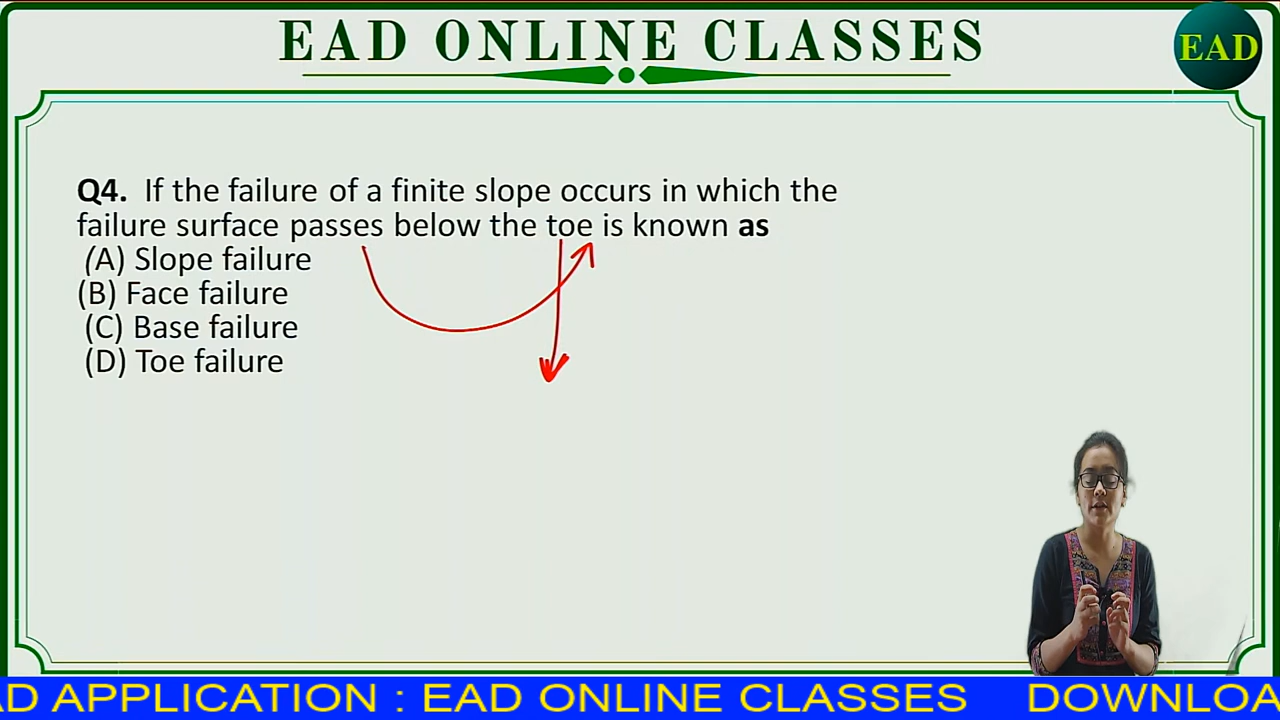 EAD ONLINE CLASSES
EAD
Q4. If the failure of a finite slope occurs in which the
failure surface passes below the toe is known as
(A) Slope failure
(B) Face failure
(C) Base failure
(D) Toe failure
AD APPLICATION : EAD ONLINE CLASSES DOWNLOA